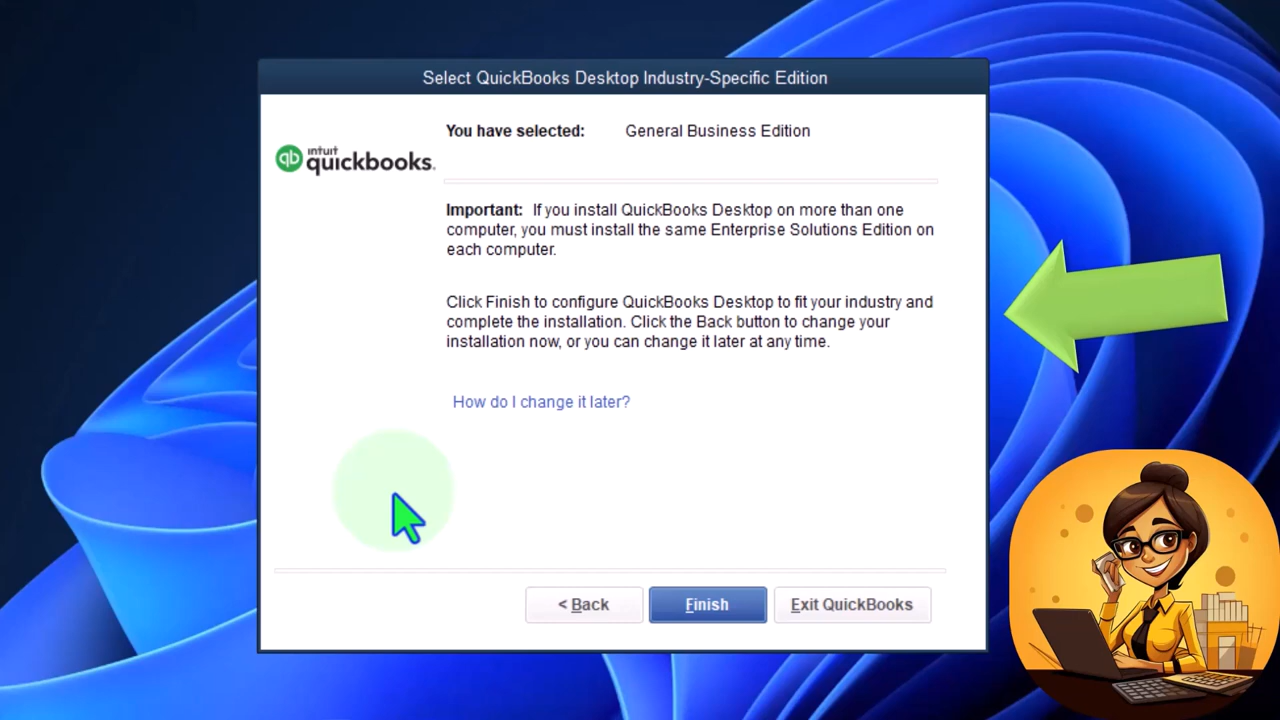 Select QuickBooks Desktop Industry-Specific Edition
You have selected: General Business Edition
qb intuit quickbooks.
Important: If you install QuickBooks Desktop on more than one
computer, you must install the same Enterprise Solutions Edition on
each computer.
Click Finish to configure QuickBooks Desktop to fit your industry and
complete the installation. Click the Back button to change your
installation now, or you can change it later at any time.
How do I change it later?
< Back
Finish
Exit QuickBooks